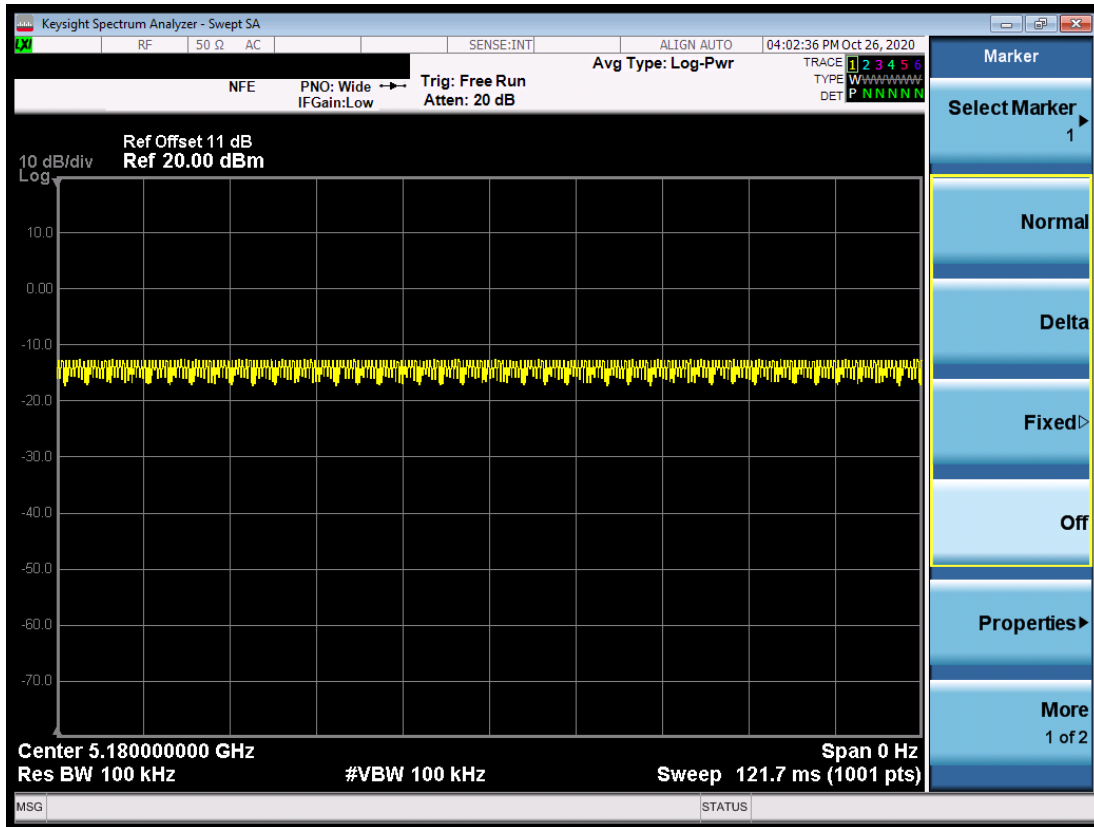 Keysight Spectrum Analyzer - Swept SA
LXI RF 50 Ω AC SENSE:INT ALIGN AUTO 04:02:36 PM Oct 26, 2020
NFE PNO: Wide Trig: Free Run Avg Type: Log-Pwr TRACE 1 2 3 4 5 6
IFGain:Low Atten: 20 dB TYPE WWWWWW
DET P N N N N N
Ref Offset 11 dB
10 dB/div Ref 20.00 dBm
Log
10.0
0.00
-10.0
-20.0
-30.0
-40.0
-50.0
-60.0
-70.0
Center 5.180000000 GHz Span 0 Hz
Res BW 100 kHz #VBW 100 kHz Sweep 121.7 ms (1001 pts)
MSG STATUS
Marker
Select Marker
1
Normal
Delta
Fixed
Off
Properties
More
1 of 2